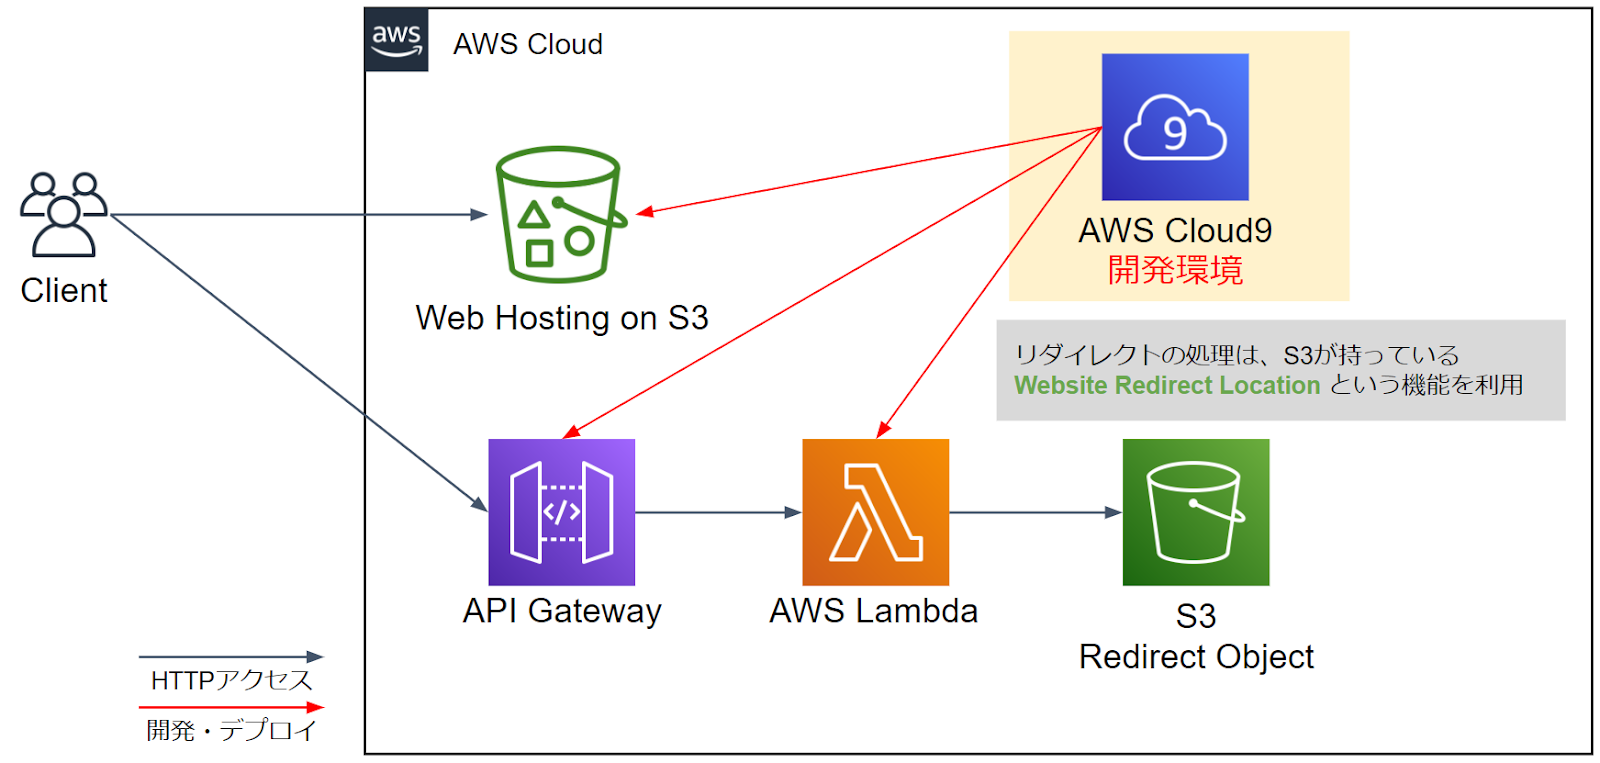 aws
AWS Cloud
9
AWS Cloud9
開発環境
Client
Web Hosting on S3
リダイレクトの処理は、S3が持っている
Website Redirect Location という機能を利用
</>
API Gateway
AWS Lambda
S3
Redirect Object
HTTPアクセス
開発・デプロイ